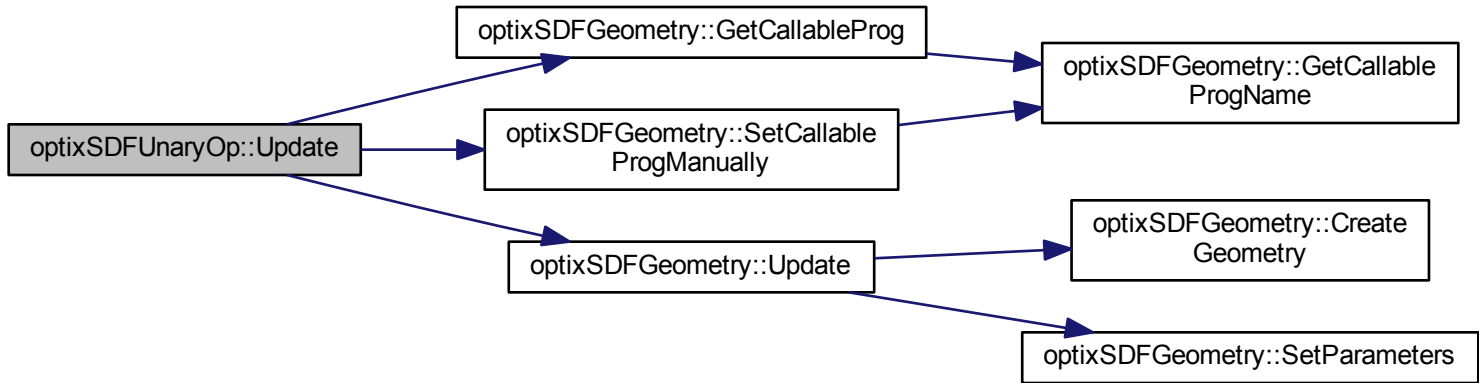 optixSDFUnaryOp::Update
optixSDFGeometry::GetCallableProg
optixSDFGeometry::SetCallable
ProgManually
optixSDFGeometry::Update
optixSDFGeometry::GetCallable
ProgName
optixSDFGeometry::Create
Geometry
optixSDFGeometry::SetParameters